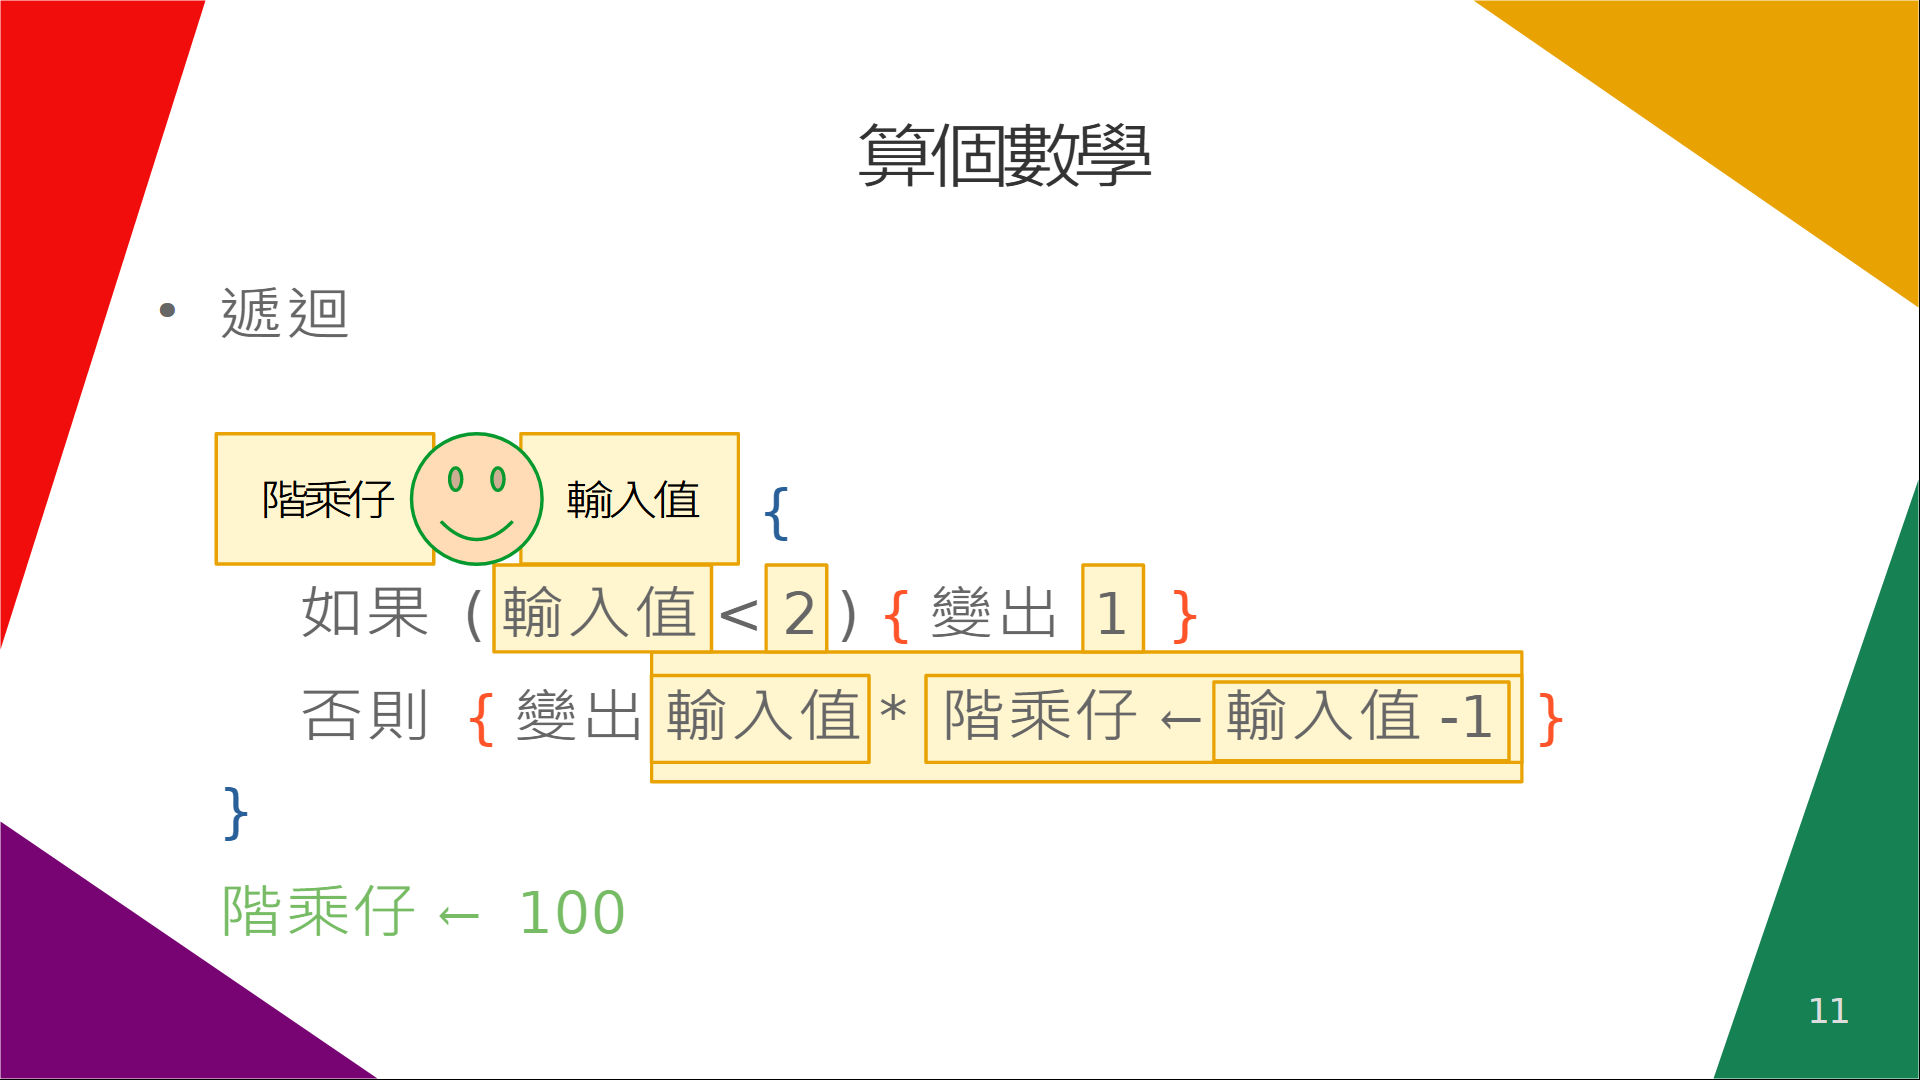 算個數學
• 遞迴
階乘仔 輸入值 {
如果 ( 輸入值 < 2 ) { 變出 1 }
否則 { 變出 輸入值 * 階乘仔 ← 輸入值 -1 }
}
階乘仔 ← 100
11